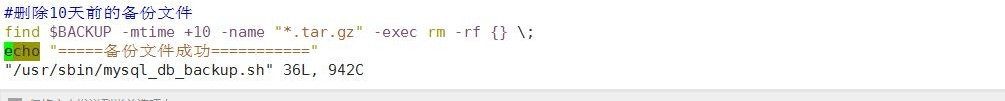 #删除10天前的备份文件
find $BACKUP -mtime +10 -name "*.tar.gz" -exec rm -rf {} \;
echo "=====备份文件成功==========="
"/usr/sbin/mysql_db_backup.sh" 36L, 942C